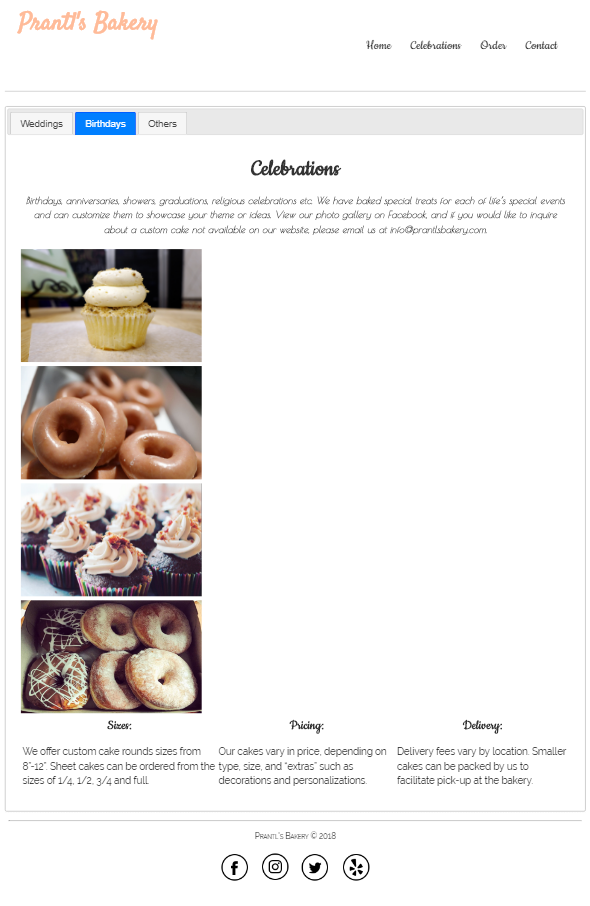 Prantl's Bakery
Home Celebrations Order Contact
Weddings Birthdays Others
Celebrations
Birthdays, anniversaries, showers, graduations, religious celebrations etc. We have baked special treats for each of life's special events
and can customize them to showcase your theme or ideas. View our photo gallery on Facebook, and if you would like to inquire
about a custom cake not available on our website, please email us at info@prantlsbakery.com.
Sizes:
We offer custom cake rounds sizes from
8"-12". Sheet cakes can be ordered from the
sizes of 1/4, 1/2, 3/4 and full.
Pricing:
Our cakes vary in price, depending on
type, size, and "extras" such as
decorations and personalizations.
Delivery:
Delivery fees vary by location. Smaller
cakes can be packed by us to
facilitate pick-up at the bakery.
Prantl's Bakery © 2018